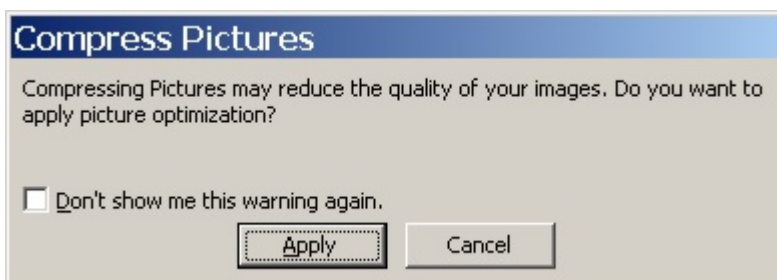 Compress Pictures
Compressing Pictures may reduce the quality of your images. Do you want to
apply picture optimization?
Don't show me this warning again.
Apply Cancel